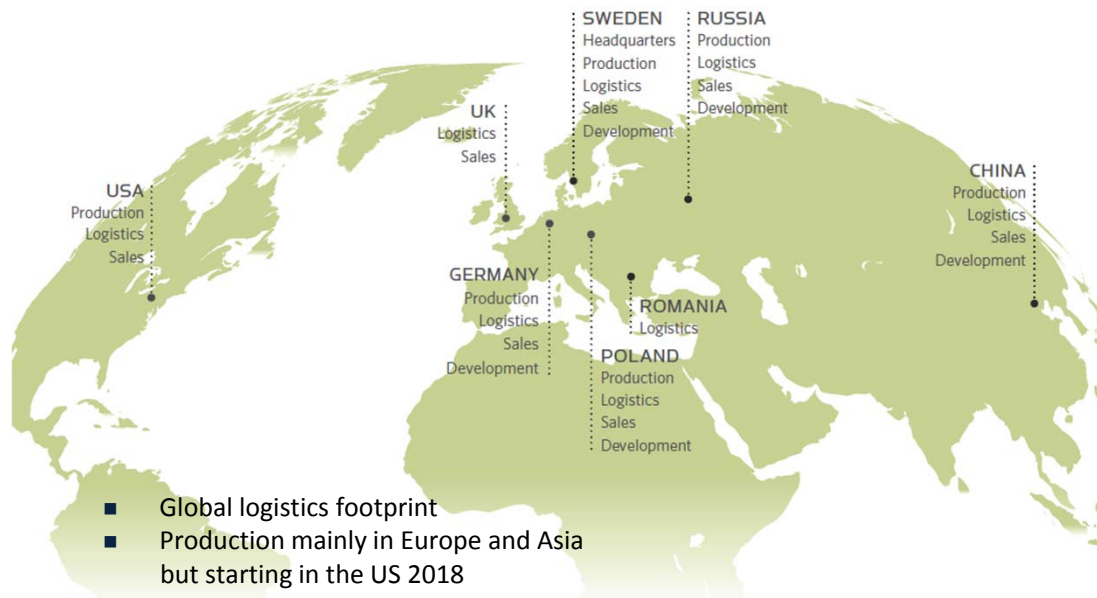 SWEDEN
Headquarters
Production
Logistics
Sales
Development
RUSSIA
Production
Logistics
Sales
Development
UK
Logistics
Sales
USA
Production
Logistics
Sales
CHINA
Production
Logistics
Sales
Development
GERMANY
Production
Logistics
Sales
Development
ROMANIA
Logistics
POLAND
Production
Logistics
Sales
Development
■ Global logistics footprint
■ Production mainly in Europe and Asia
but starting in the US 2018